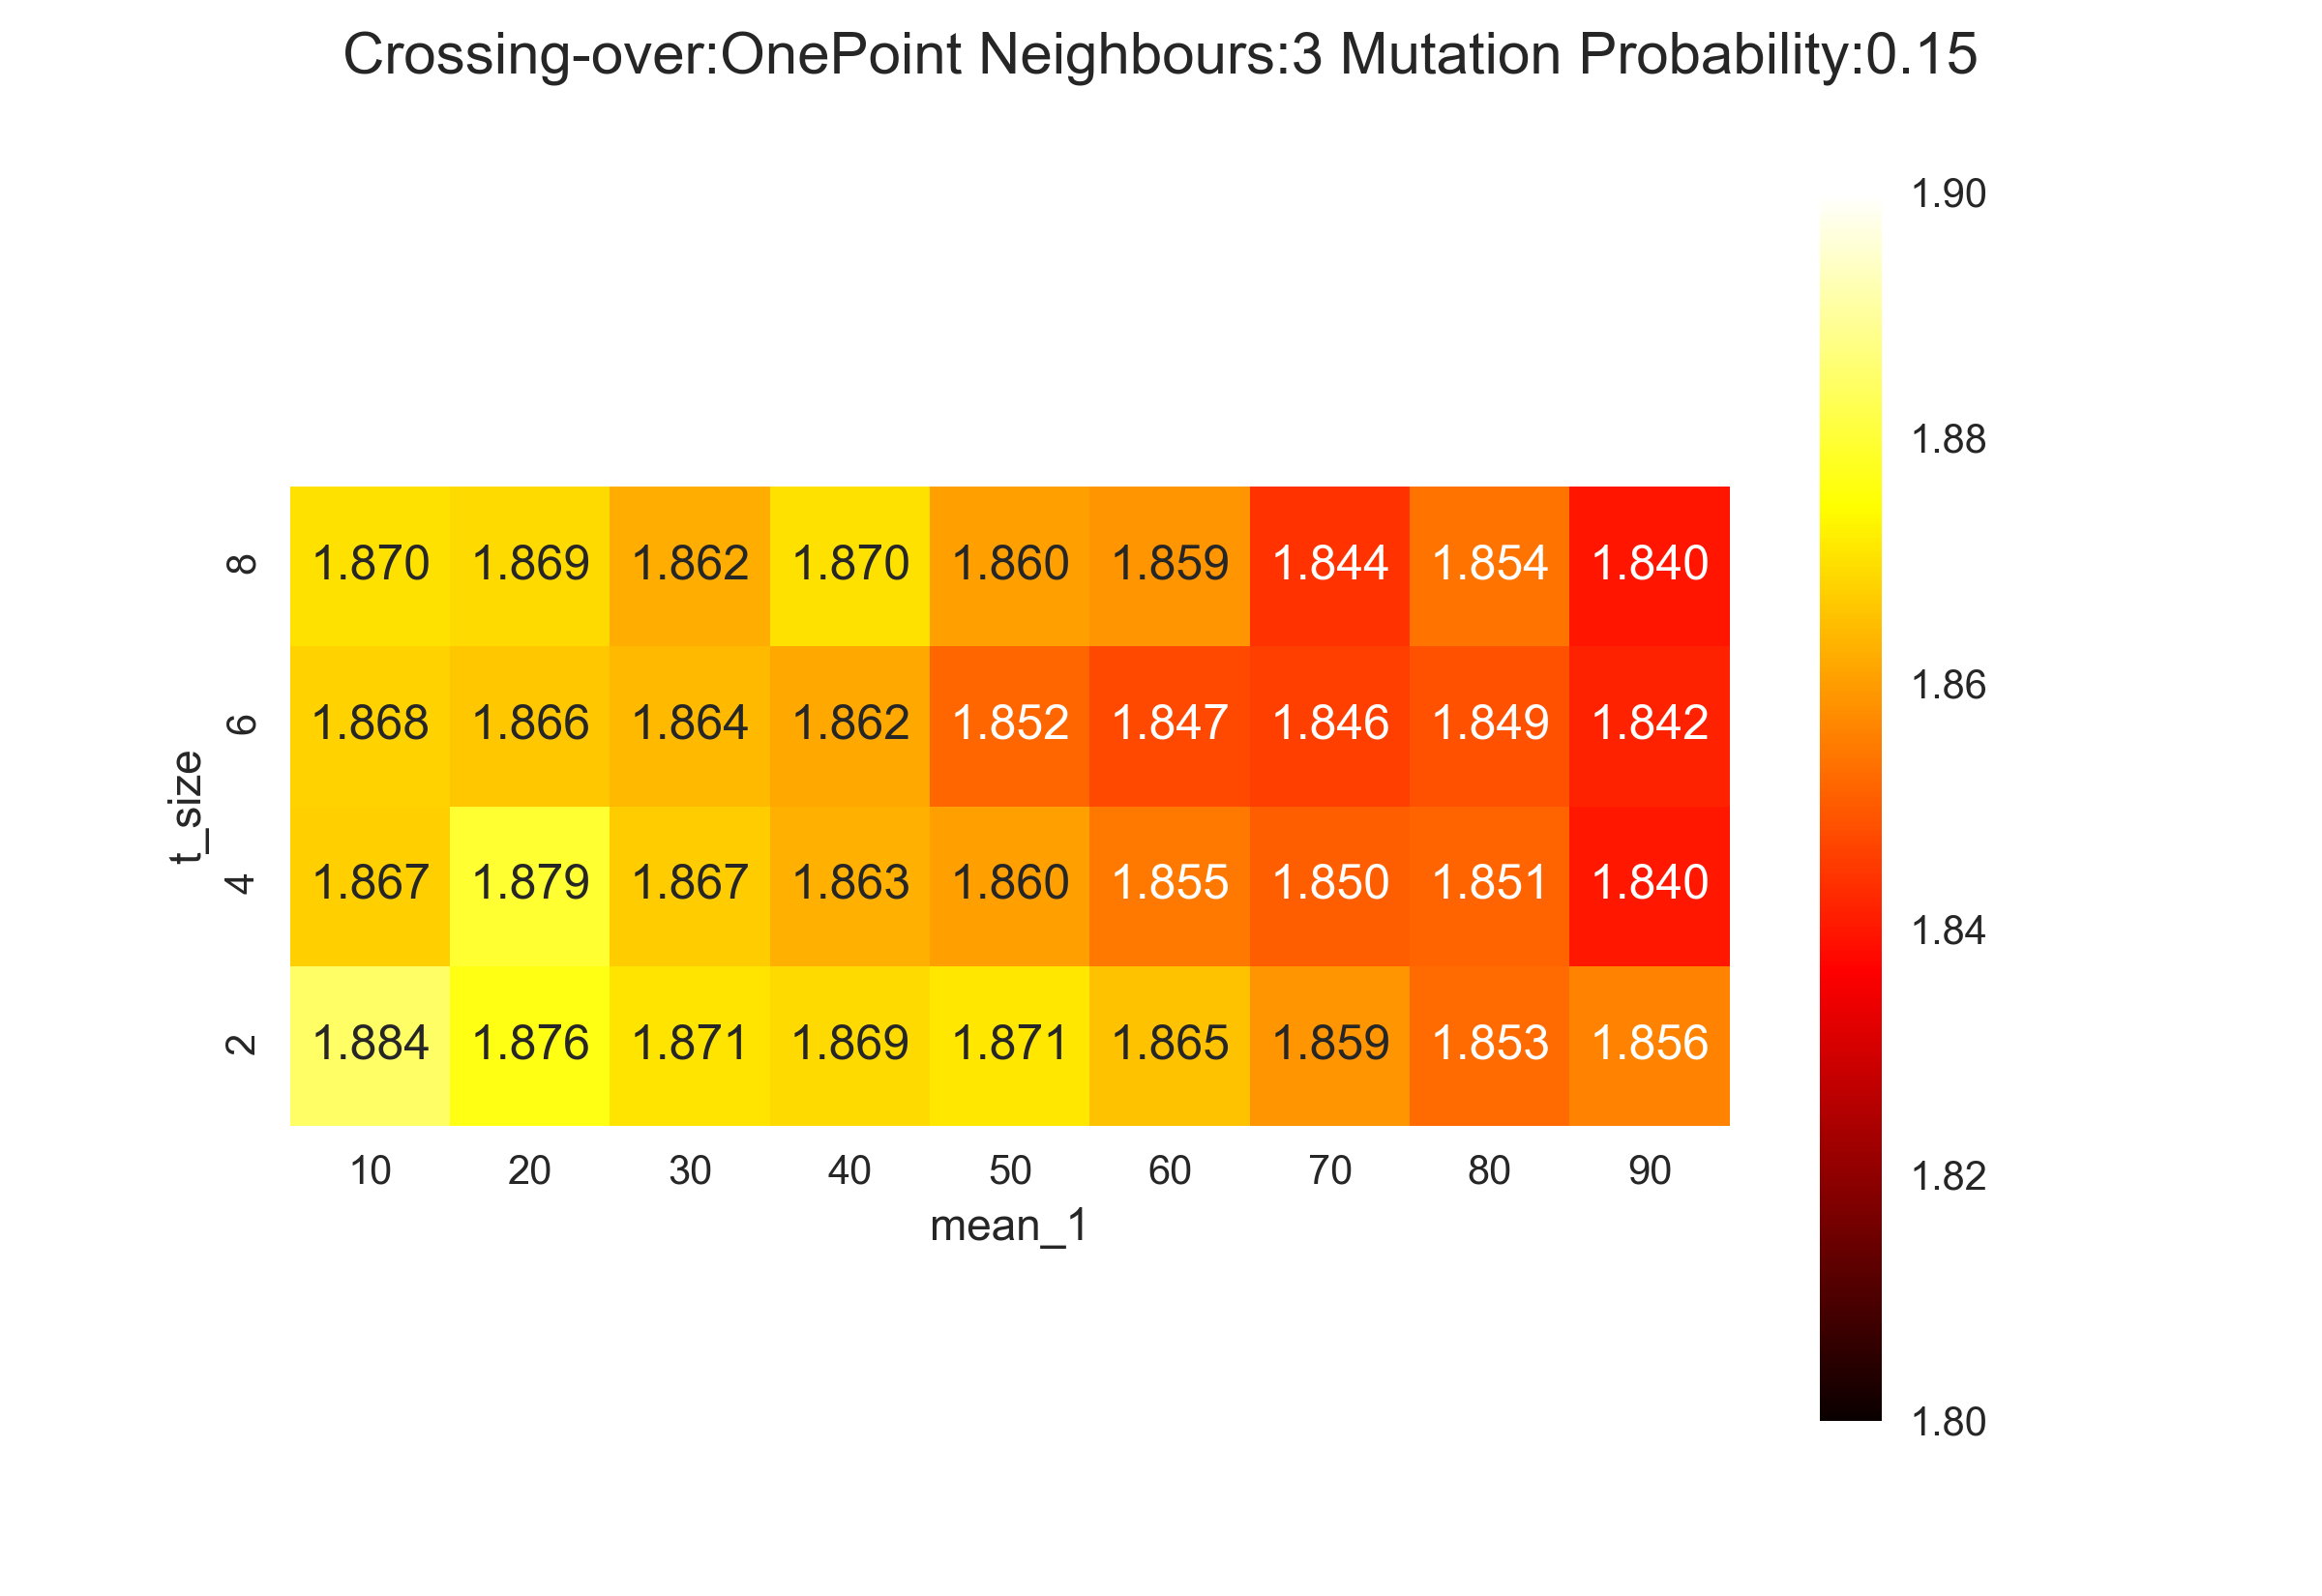 Crossing-over:OnePoint Neighbours:3 Mutation Probability:0.15
t_size
8 1.870 1.869 1.862 1.870 1.860 1.859 1.844 1.854 1.840
6 1.868 1.866 1.864 1.862 1.852 1.847 1.846 1.849 1.842
4 1.867 1.879 1.867 1.863 1.860 1.855 1.850 1.851 1.840
2 1.884 1.876 1.871 1.869 1.871 1.865 1.859 1.853 1.856
10 20 30 40 50 60 70 80 90
mean_1
1.90
1.88
1.86
1.84
1.82
1.80